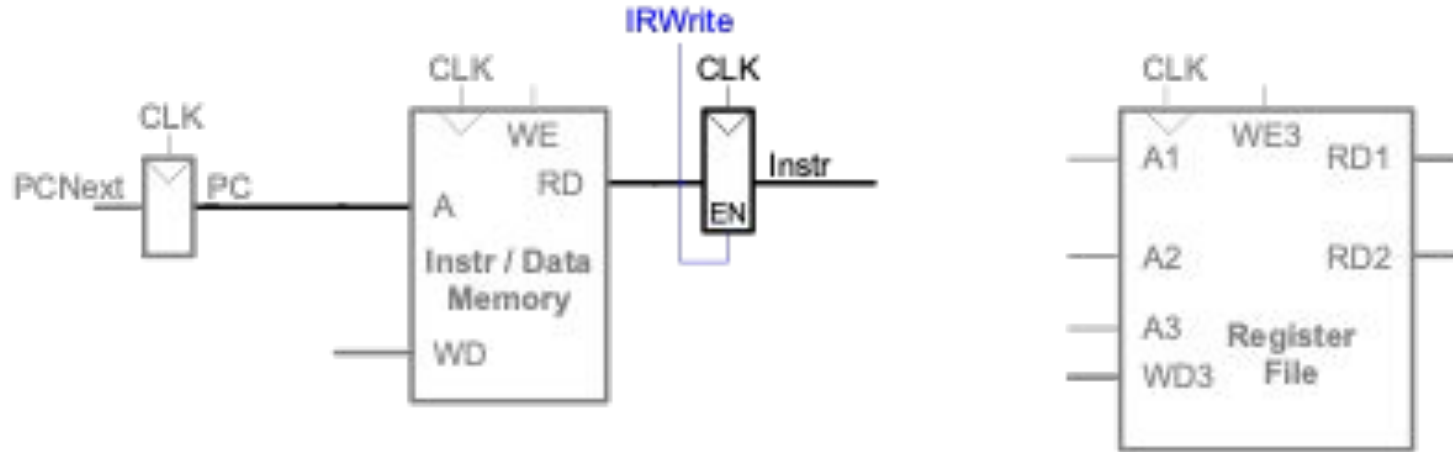 IRWrite
CLK
CLK
CLK
CLK
WE
WE3
A1
RD1
Instr
RD
PCNext
PC
A
EN
Instr / Data
Memory
A2
RD2
A3
Register
File
WD
WD3